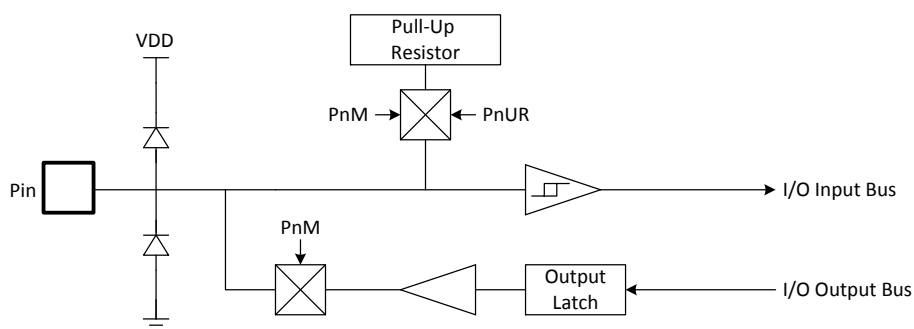 Pull-Up
Resistor
VDD
PnM
PnUR
Pin
I/O Input Bus
PnM
Output
Latch
I/O Output Bus